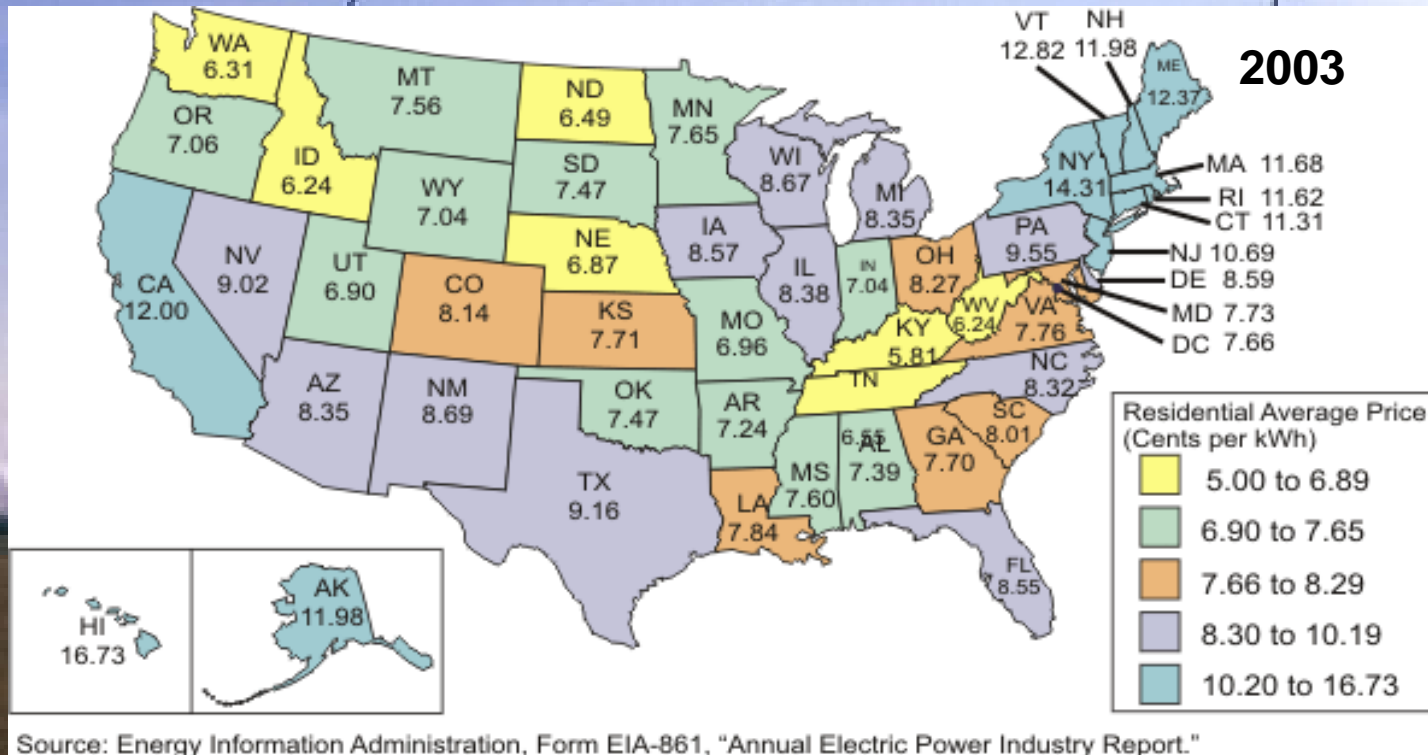 2003
VT
12.82
NH
11.98
ME
12.37
WA
6.31
MT
7.56
ND
6.49
MN
7.65
OR
7.06
ID
6.24
SD
7.47
WI
8.67
MI
8.35
NY
14.31
MA 11.68
RI 11.62
CT 11.31
WY
7.04
NE
6.87
IA
8.57
PA
9.55
NJ 10.69
DE 8.59
MD 7.73
DC 7.66
NV
9.02
UT
6.90
CO
8.14
KS
7.71
MO
6.96
IL
8.38
IN
7.04
OH
8.27
WV
6.24
VA
7.76
CA
12.00
KY
5.81
TN
6.55
NC
8.32
AZ
8.35
NM
8.69
OK
7.47
AR
7.24
SC
8.01
GA
7.70
AL
7.39
MS
7.60
TX
9.16
LA
7.84
FL
8.55
HI
16.73
AK
11.98
Residential Average Price
(Cents per kWh)
5.00 to 6.89
6.90 to 7.65
7.66 to 8.29
8.30 to 10.19
10.20 to 16.73
Source: Energy Information Administration, Form EIA-861, “Annual Electric Power Industry Report.”